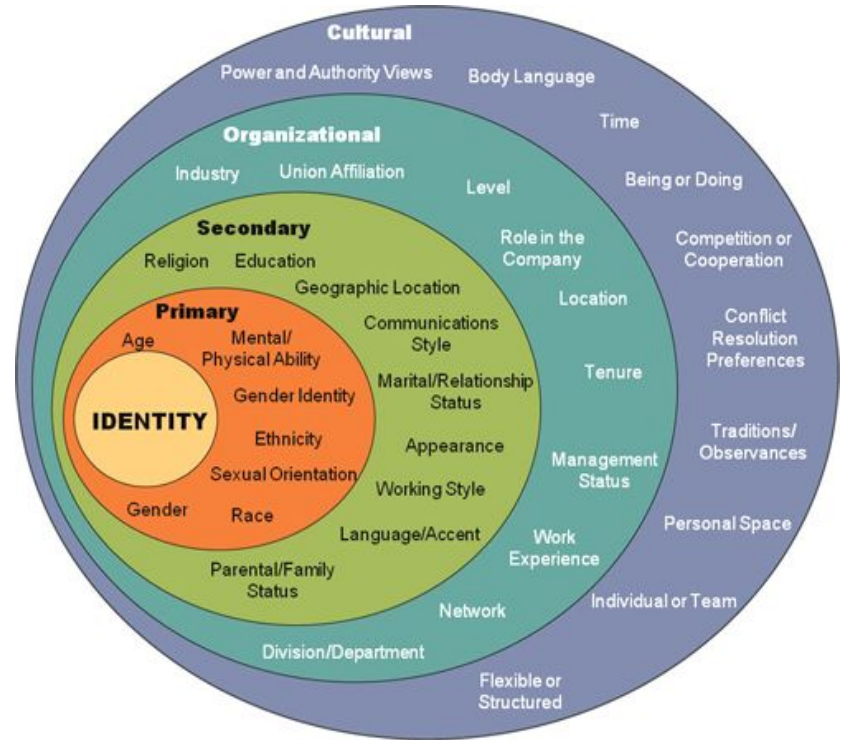 Cultural
Power and Authority Views
Body Language
Time
Being or Doing
Competition or
Cooperation
Conflict
Resolution
Preferences
Traditions/
Observances
Personal Space
Individual or Team
Flexible or
Structured
Organizational
Industry
Union Affiliation
Level
Role in the
Company
Location
Tenure
Management
Status
Work
Experience
Network
Division/Department
Secondary
Religion
Education
Geographic Location
Communications
Style
Marital/Relationship
Status
Appearance
Working Style
Language/Accent
Parental/Family
Status
Primary
Age
Mental/
Physical Ability
Gender Identity
Ethnicity
Sexual Orientation
Race
Gender
IDENTITY